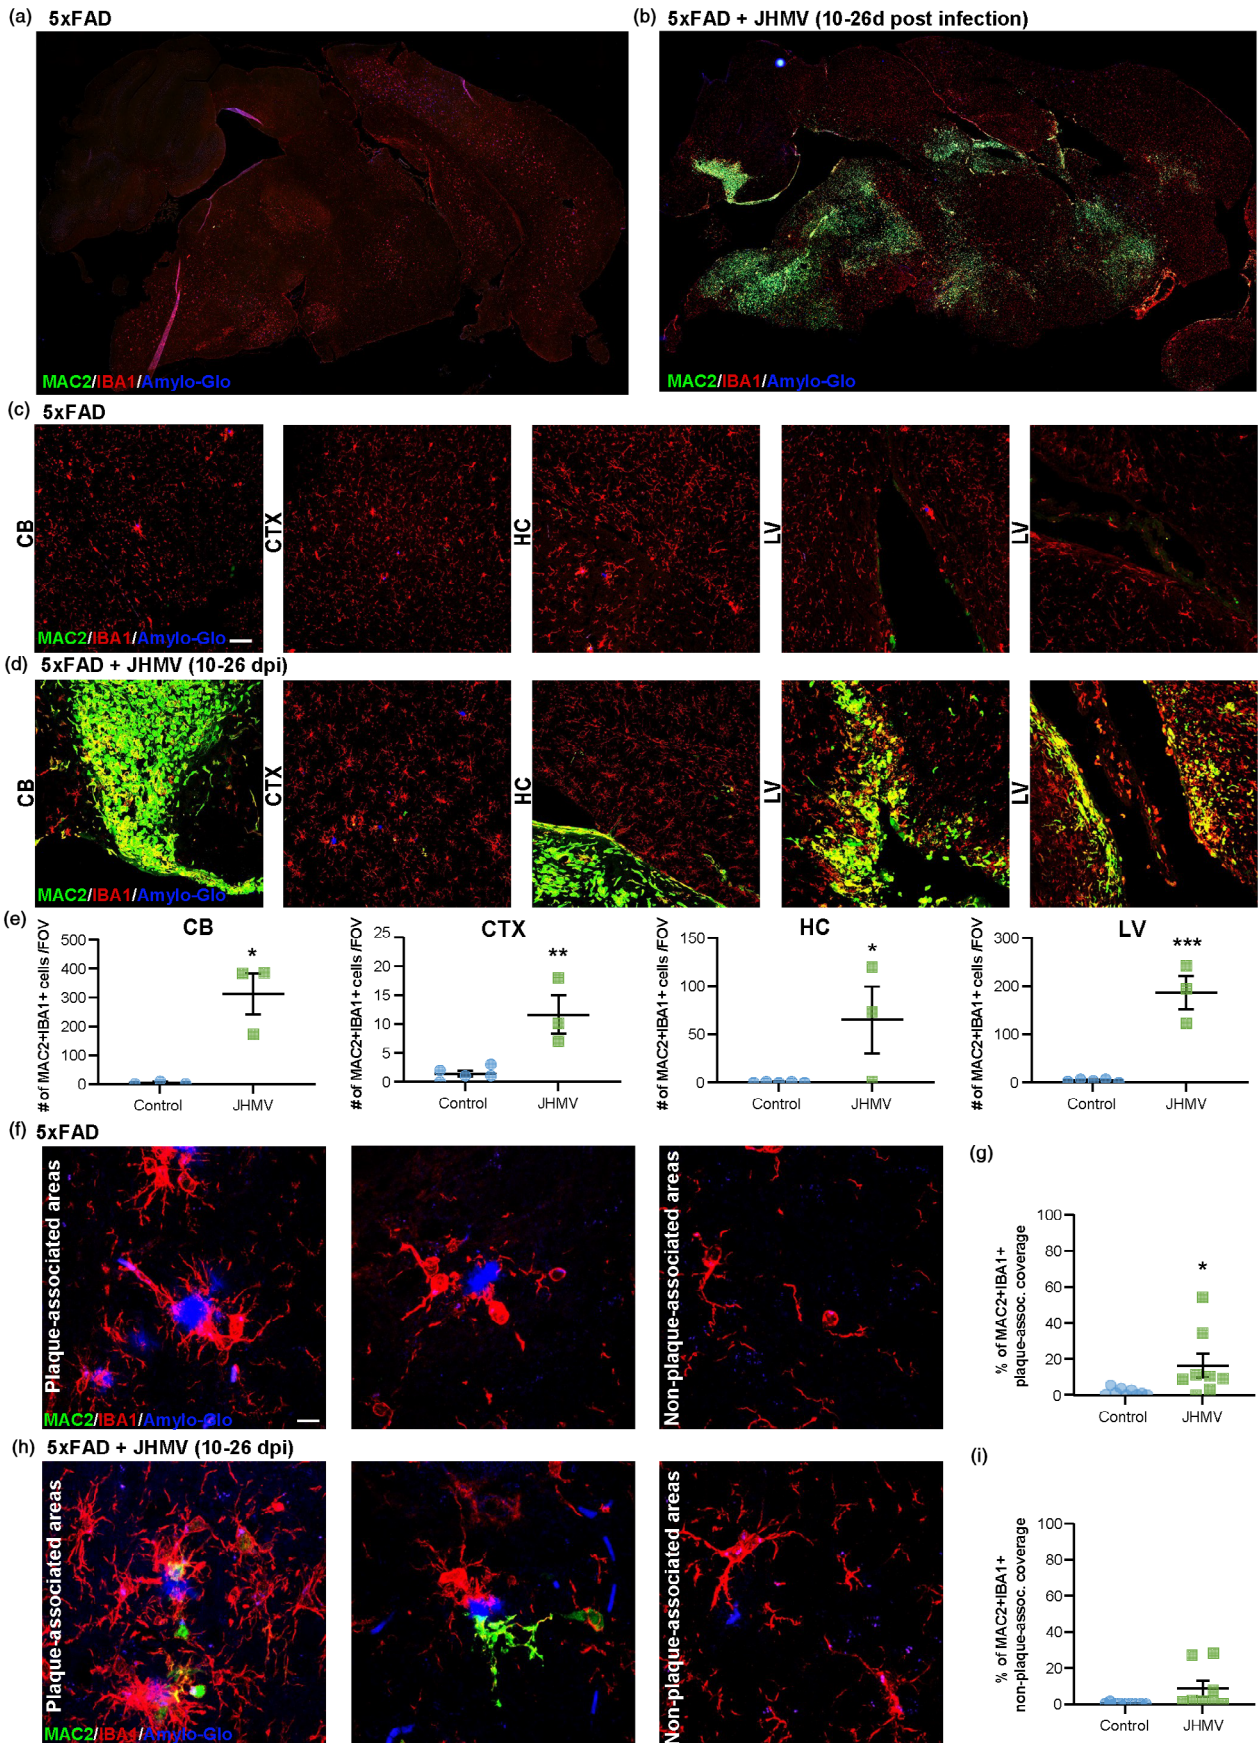 (a) 5xFAD
MAC2/IBA1/Amylo-Glo
(b) 5xFAD + JHMV (10-26d post infection)
MAC2/IBA1/Amylo-Glo
(c) 5xFAD
CB
MAC2/IBA1/Amylo-Glo
CTX
HC
LV
LV
(d) 5xFAD + JHMV (10-26 dpi)
CB
MAC2/IBA1/Amylo-Glo
CTX
HC
LV
LV
(e)
CB
# of MAC2+IBA1+ cells /FOV
500
400
300
200
100
0
*
Control
JHMV
CTX
# of MAC2+IBA1+ cells /FOV
25
20
15
10
5
0
**
Control
JHMV
HC
# of MAC2+IBA1+ cells /FOV
150
100
50
0
*
Control
JHMV
LV
# of MAC2+IBA1+ cells /FOV
300
200
100
0
***
Control
JHMV
(f) 5xFAD
Plaque-associated areas
MAC2/IBA1/Amylo-Glo
Non-plaque-associated areas
(g)
% of MAC2+IBA1+
plaque-assoc. coverage
100
80
60
40
20
0
*
Control
JHMV
(h) 5xFAD + JHMV (10-26 dpi)
Plaque-associated areas
MAC2/IBA1/Amylo-Glo
Non-plaque-associated areas
(i)
% of MAC2+IBA1+
non-plaque-assoc. coverage
100
80
60
40
20
0
Control
JHMV